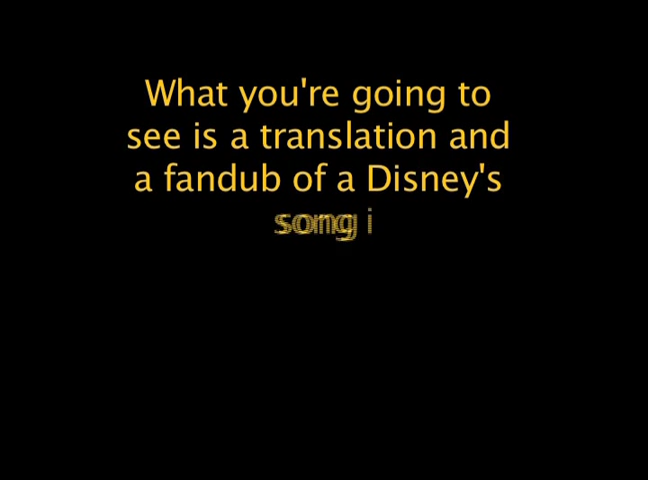 What you're going to
see is a translation and
a fandub of a Disney's
song i